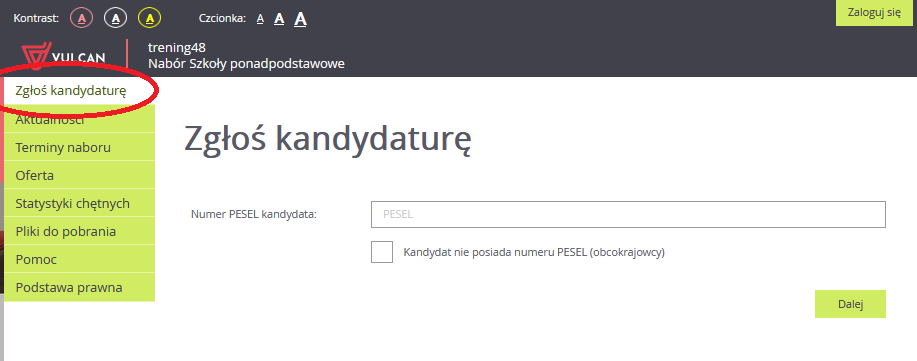 Kontrast: A A A Czcionka: A A A Zaloguj się
VULCAN
trening48
Nabór Szkoły ponadpodstawowe
Zgłoś kandydaturę
Aktualności
Terminy naboru
Oferta
Statystyki chętnych
Pliki do pobrania
Pomoc
Podstawa prawna
Zgłoś kandydaturę
Numer PESEL kandydata: PESEL
Kandydat nie posiada numeru PESEL (obcokrajowcy)
Dalej